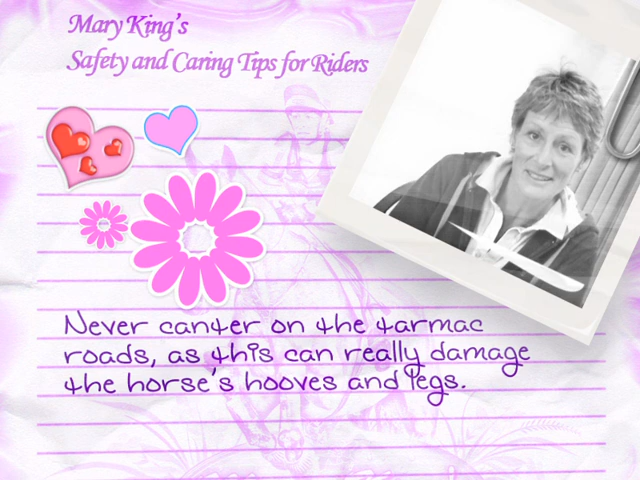 Mary King's
Safety and Caring Tips for Riders
Never canter on the tarmac
roads, as this can really damage
the horse's hooves and legs.